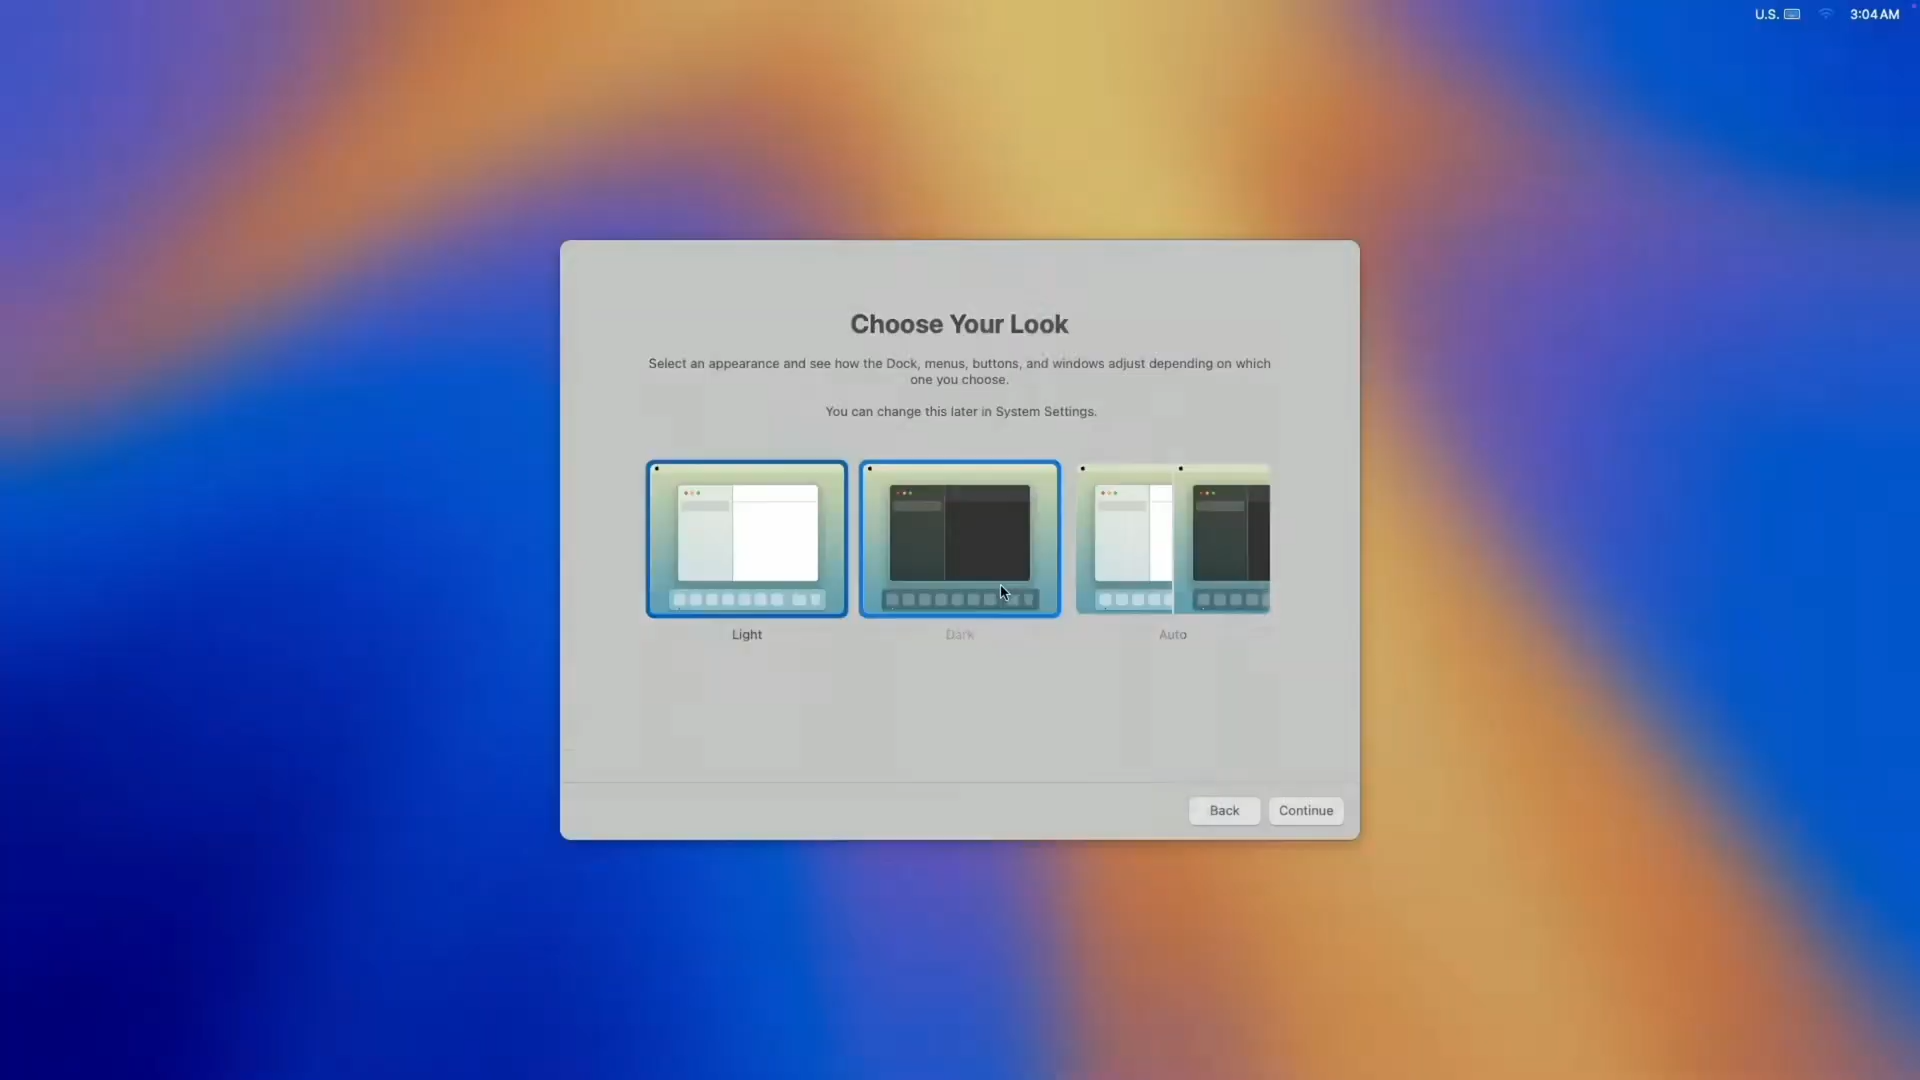 U.S. 3:04 AM
Choose Your Look
Select an appearance and see how the Dock, menus, buttons, and windows adjust depending on which
one you choose.
You can change this later in System Settings.
Light Dark Auto
Back Continue